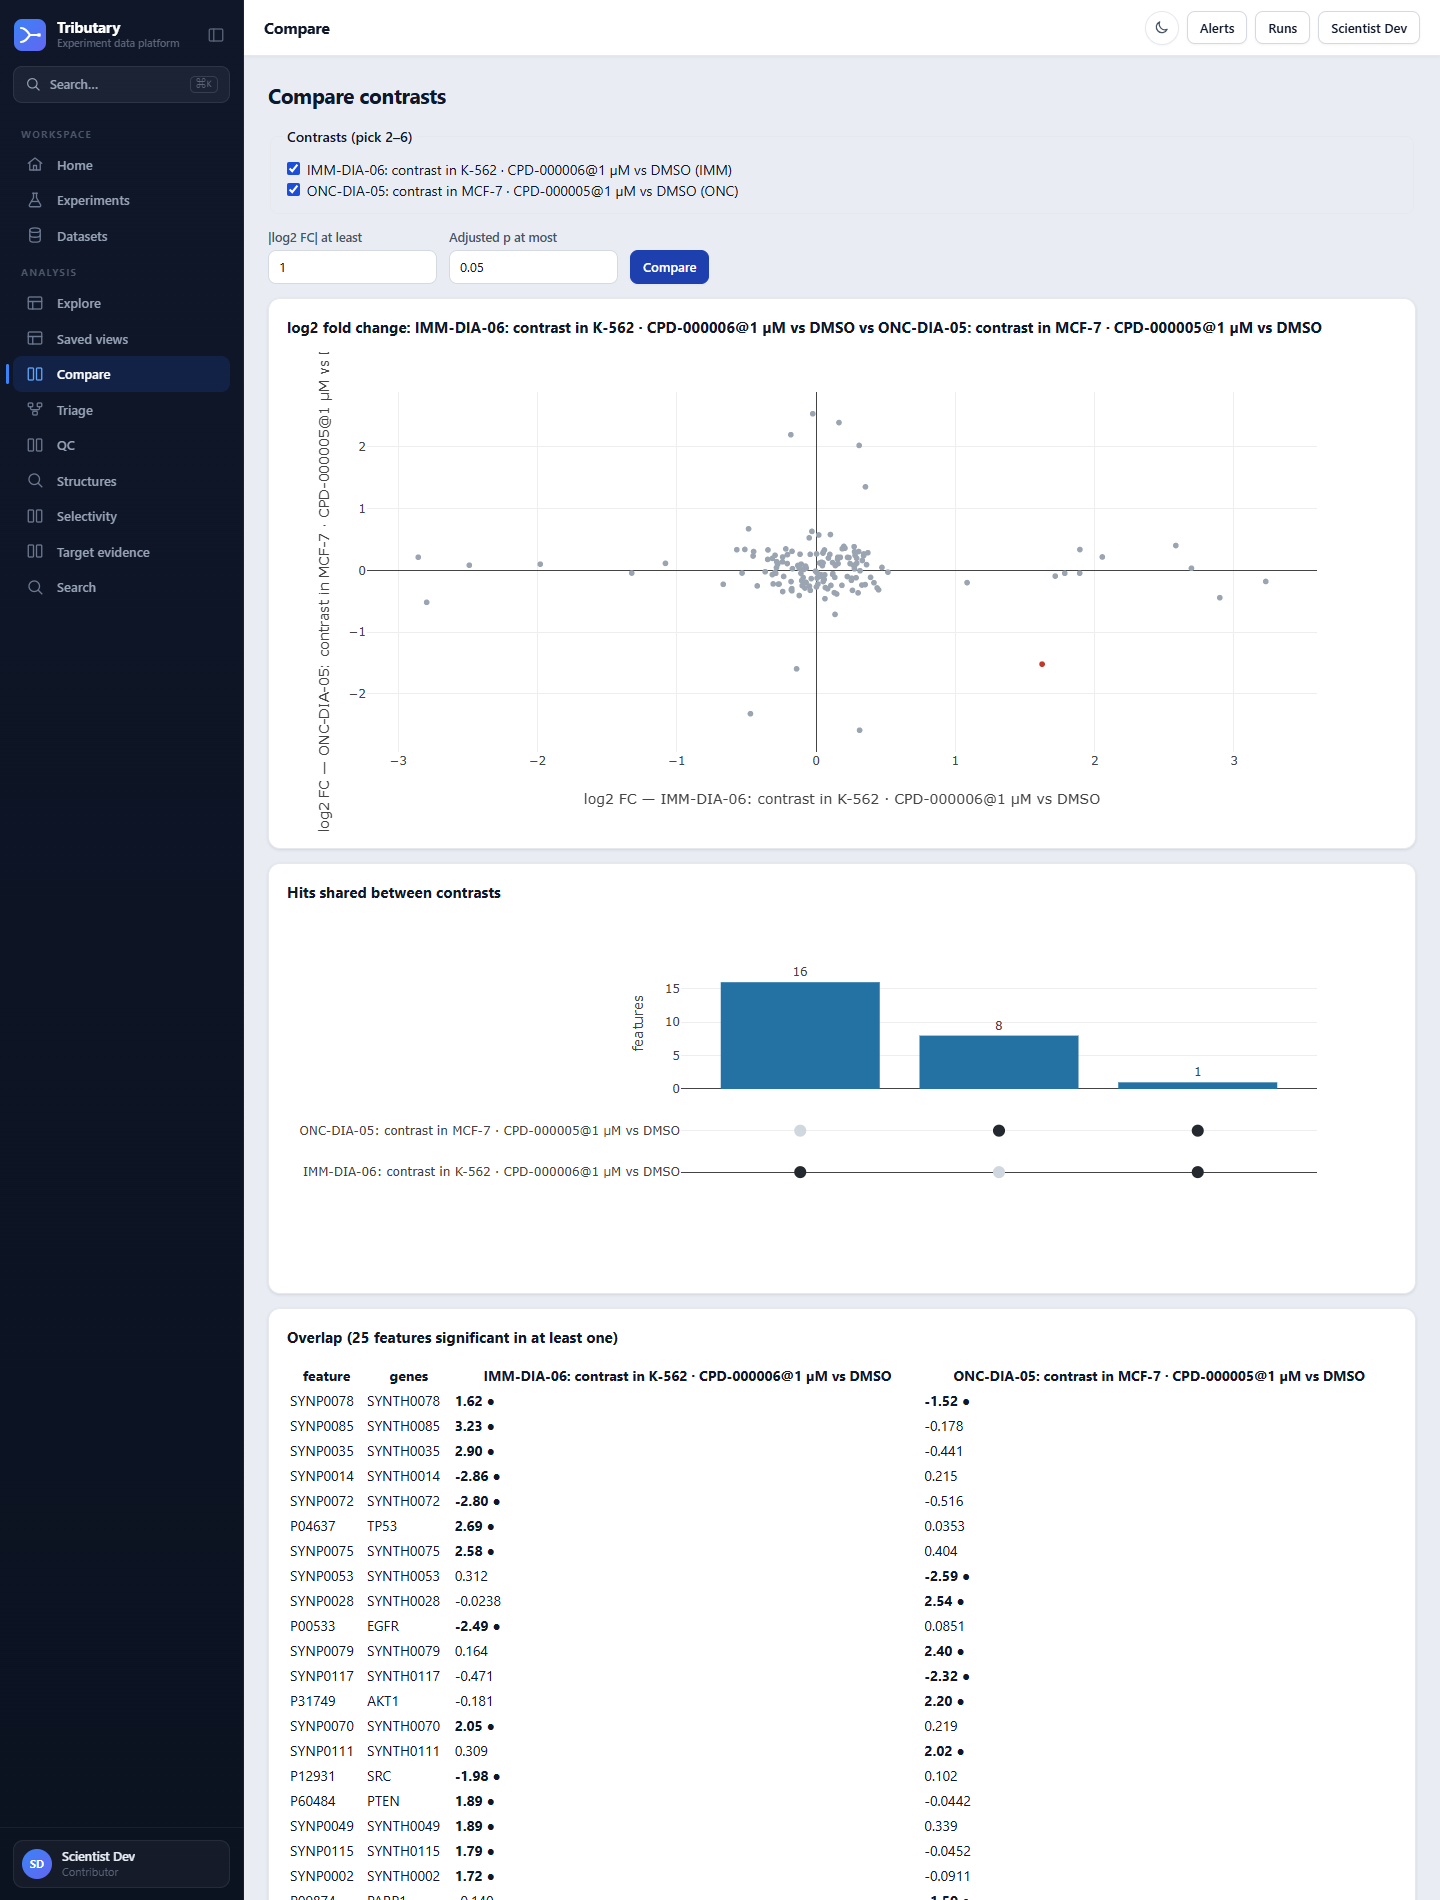 Tributary
Experiment data platform
Search...
⌘K
WORKSPACE
Home
Experiments
Datasets
ANALYSIS
Explore
Saved views
Compare
Triage
QC
Structures
Selectivity
Target evidence
Search
SD
Scientist Dev
Contributor
Compare
Alerts
Runs
Scientist Dev
Compare contrasts
Contrasts (pick 2–6)
IMM-DIA-06: contrast in K-562 · CPD-000006@1 µM vs DMSO (IMM)
ONC-DIA-05: contrast in MCF-7 · CPD-000005@1 µM vs DMSO (ONC)
|log2 FC| at least
Adjusted p at most
1
0.05
Compare
log2 fold change: IMM-DIA-06: contrast in K-562 · CPD-000006@1 µM vs DMSO vs ONC-DIA-05: contrast in MCF-7 · CPD-000005@1 µM vs DMSO
log2 FC — ONC-DIA-05: contrast in MCF-7 · CPD-000005@1 µM vs
2
1
0
−1
−2
−3
−2
−1
0
1
2
3
log2 FC — IMM-DIA-06: contrast in K-562 · CPD-000006@1 µM vs DMSO
Hits shared between contrasts
features
15
10
5
0
16
8
1
ONC-DIA-05: contrast in MCF-7 · CPD-000005@1 µM vs DMSO
IMM-DIA-06: contrast in K-562 · CPD-000006@1 µM vs DMSO
Overlap (25 features significant in at least one)
feature genes IMM-DIA-06: contrast in K-562 · CPD-000006@1 µM vs DMSO ONC-DIA-05: contrast in MCF-7 · CPD-000005@1 µM vs DMSO
SYNP0078 SYNTH0078 1.62 ● -1.52 ●
SYNP0085 SYNTH0085 3.23 ● -0.178
SYNP0035 SYNTH0035 2.90 ● -0.441
SYNP0014 SYNTH0014 -2.86 ● 0.215
SYNP0072 SYNTH0072 -2.80 ● -0.516
P04637 TP53 2.69 ● 0.0353
SYNP0075 SYNTH0075 2.58 ● 0.404
SYNP0053 SYNTH0053 0.312 -2.59 ●
SYNP0028 SYNTH0028 -0.0238 2.54 ●
P00533 EGFR -2.49 ● 0.0851
SYNP0079 SYNTH0079 0.164 2.40 ●
SYNP0117 SYNTH0117 -0.471 -2.32 ●
P31749 AKT1 -0.181 2.20 ●
SYNP0070 SYNTH0070 2.05 ● 0.219
SYNP0111 SYNTH0111 0.309 2.02 ●
P12931 SRC -1.98 ● 0.102
P60484 PTEN 1.89 ● -0.0442
SYNP0049 SYNTH0049 1.89 ● 0.339
SYNP0115 SYNTH0115 1.79 ● -0.0452
SYNP0002 SYNTH0002 1.72 ● -0.0911